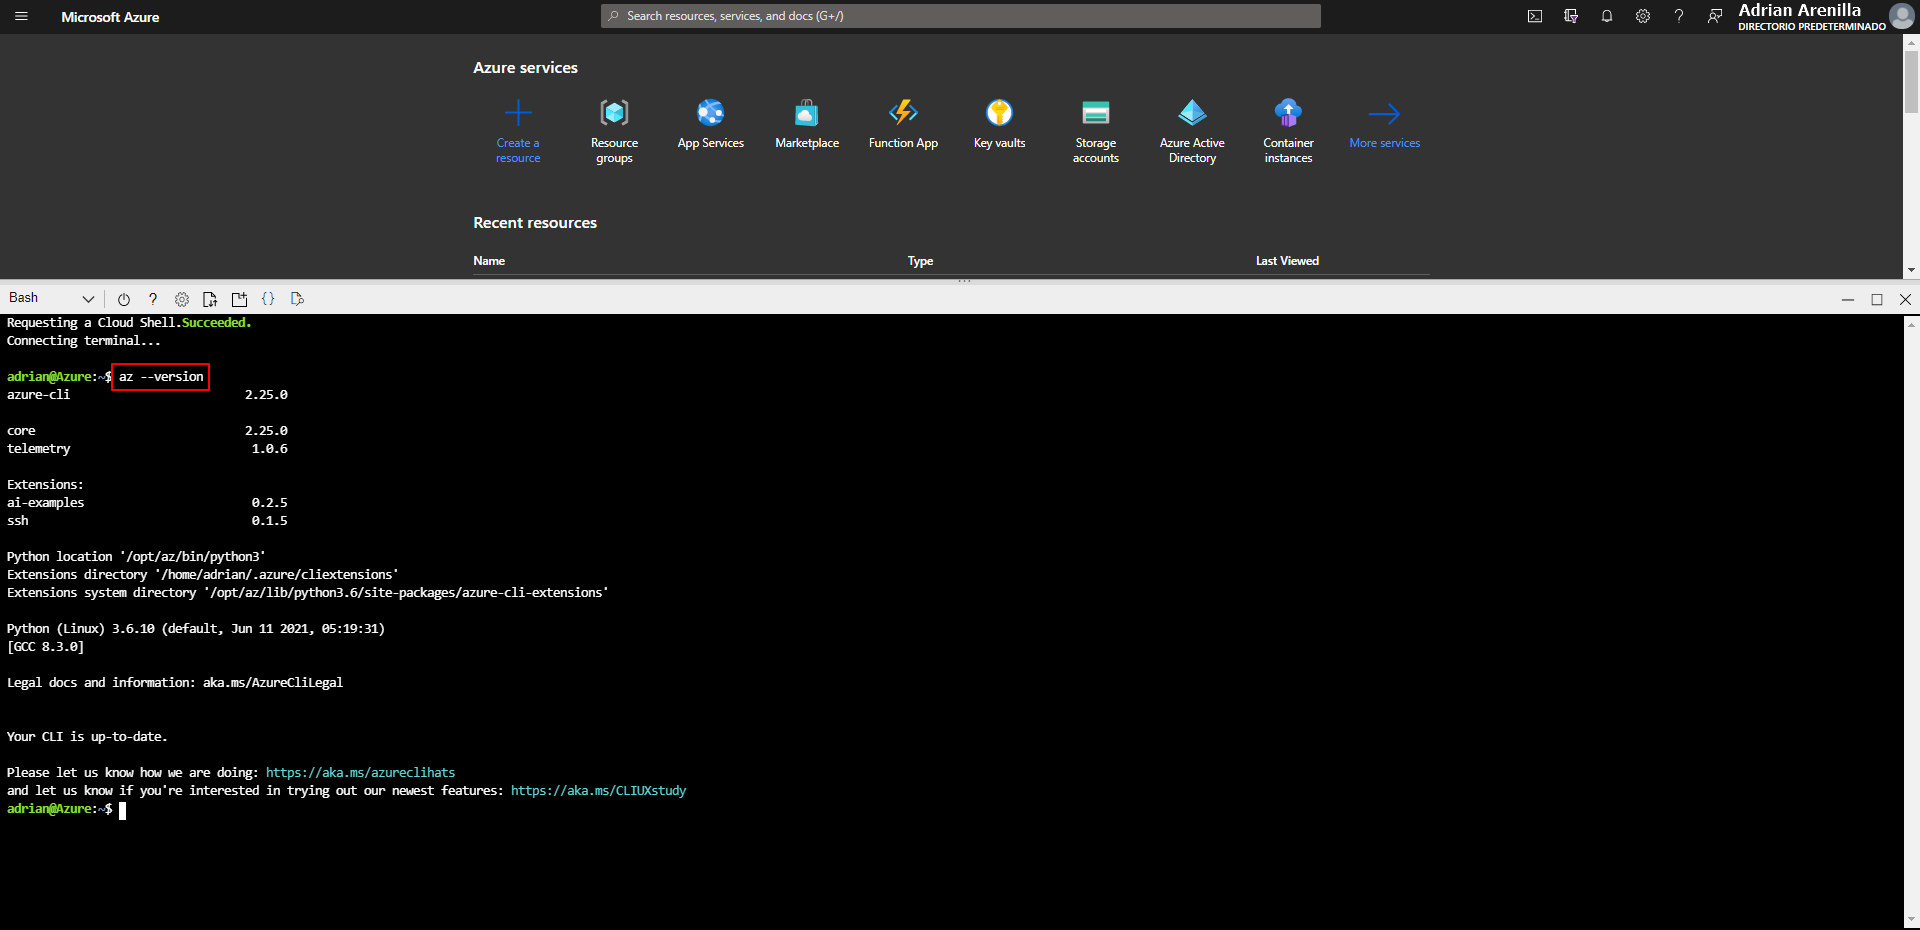 Microsoft Azure
Search resources, services, and docs (G+/)
Adrian Arenilla
DIRECTORIO PREDETERMINADO
Azure services
Create a resource
Resource groups
App Services
Marketplace
Function App
Key vaults
Storage accounts
Azure Active Directory
Container instances
More services
Recent resources
Name Type Last Viewed
Bash
Requesting a Cloud Shell.Succeeded.
Connecting terminal...
adrian@Azure:~$ az --version
azure-cli 2.25.0
core 2.25.0
telemetry 1.0.6
Extensions:
ai-examples 0.2.5
ssh 0.1.5
Python location '/opt/az/bin/python3'
Extensions directory '/home/adrian/.azure/cliextensions'
Extensions system directory '/opt/az/lib/python3.6/site-packages/azure-cli-extensions'
Python (Linux) 3.6.10 (default, Jun 11 2021, 05:19:31)
[GCC 8.3.0]
Legal docs and information: aka.ms/AzureCliLegal
Your CLI is up-to-date.
Please let us know how we are doing: https://aka.ms/azureclihats
and let us know if you're interested in trying out our newest features: https://aka.ms/CLIUXstudy
adrian@Azure:~$